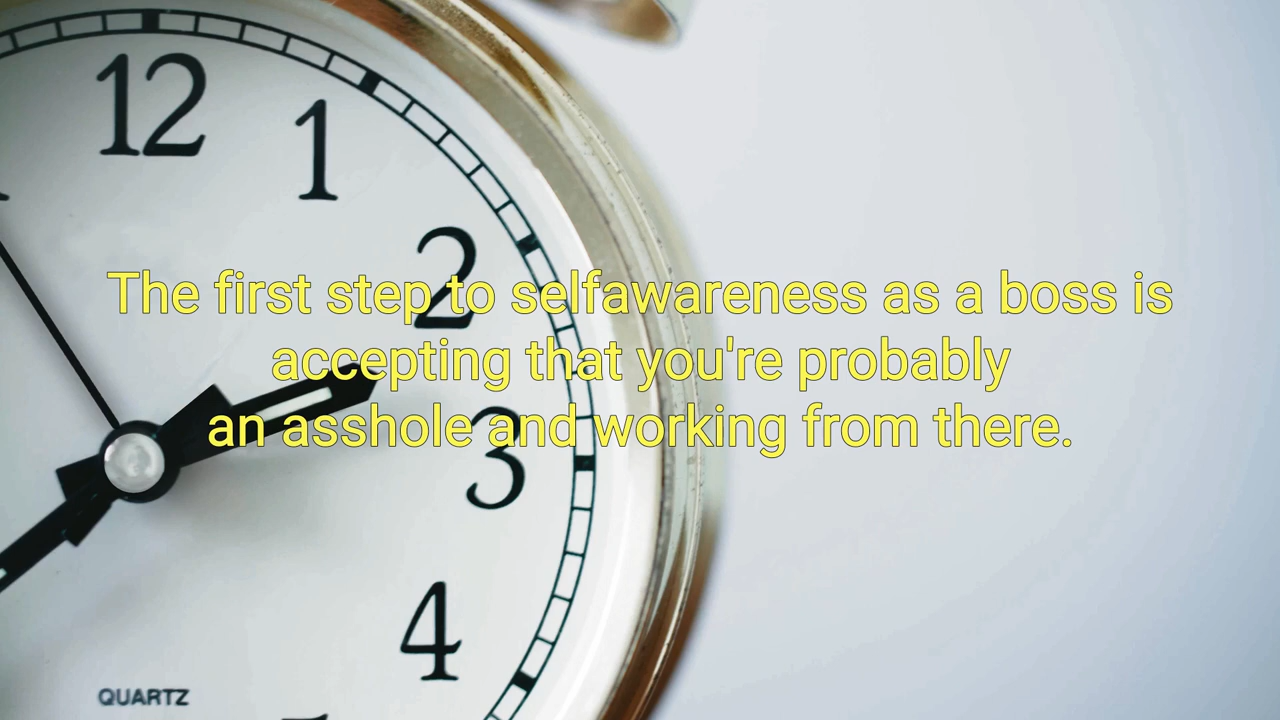 12
1
2
The first step to selfawareness as a boss is
accepting that you're probably
an asshole and working from there.
3
4
QUARTZ